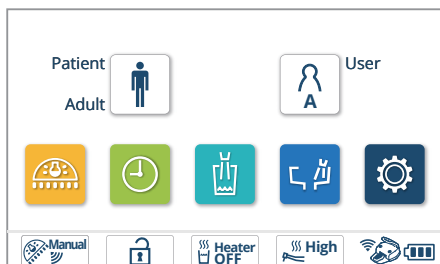 Patient
User
Adult
A
Manual
Heater
OFF
High